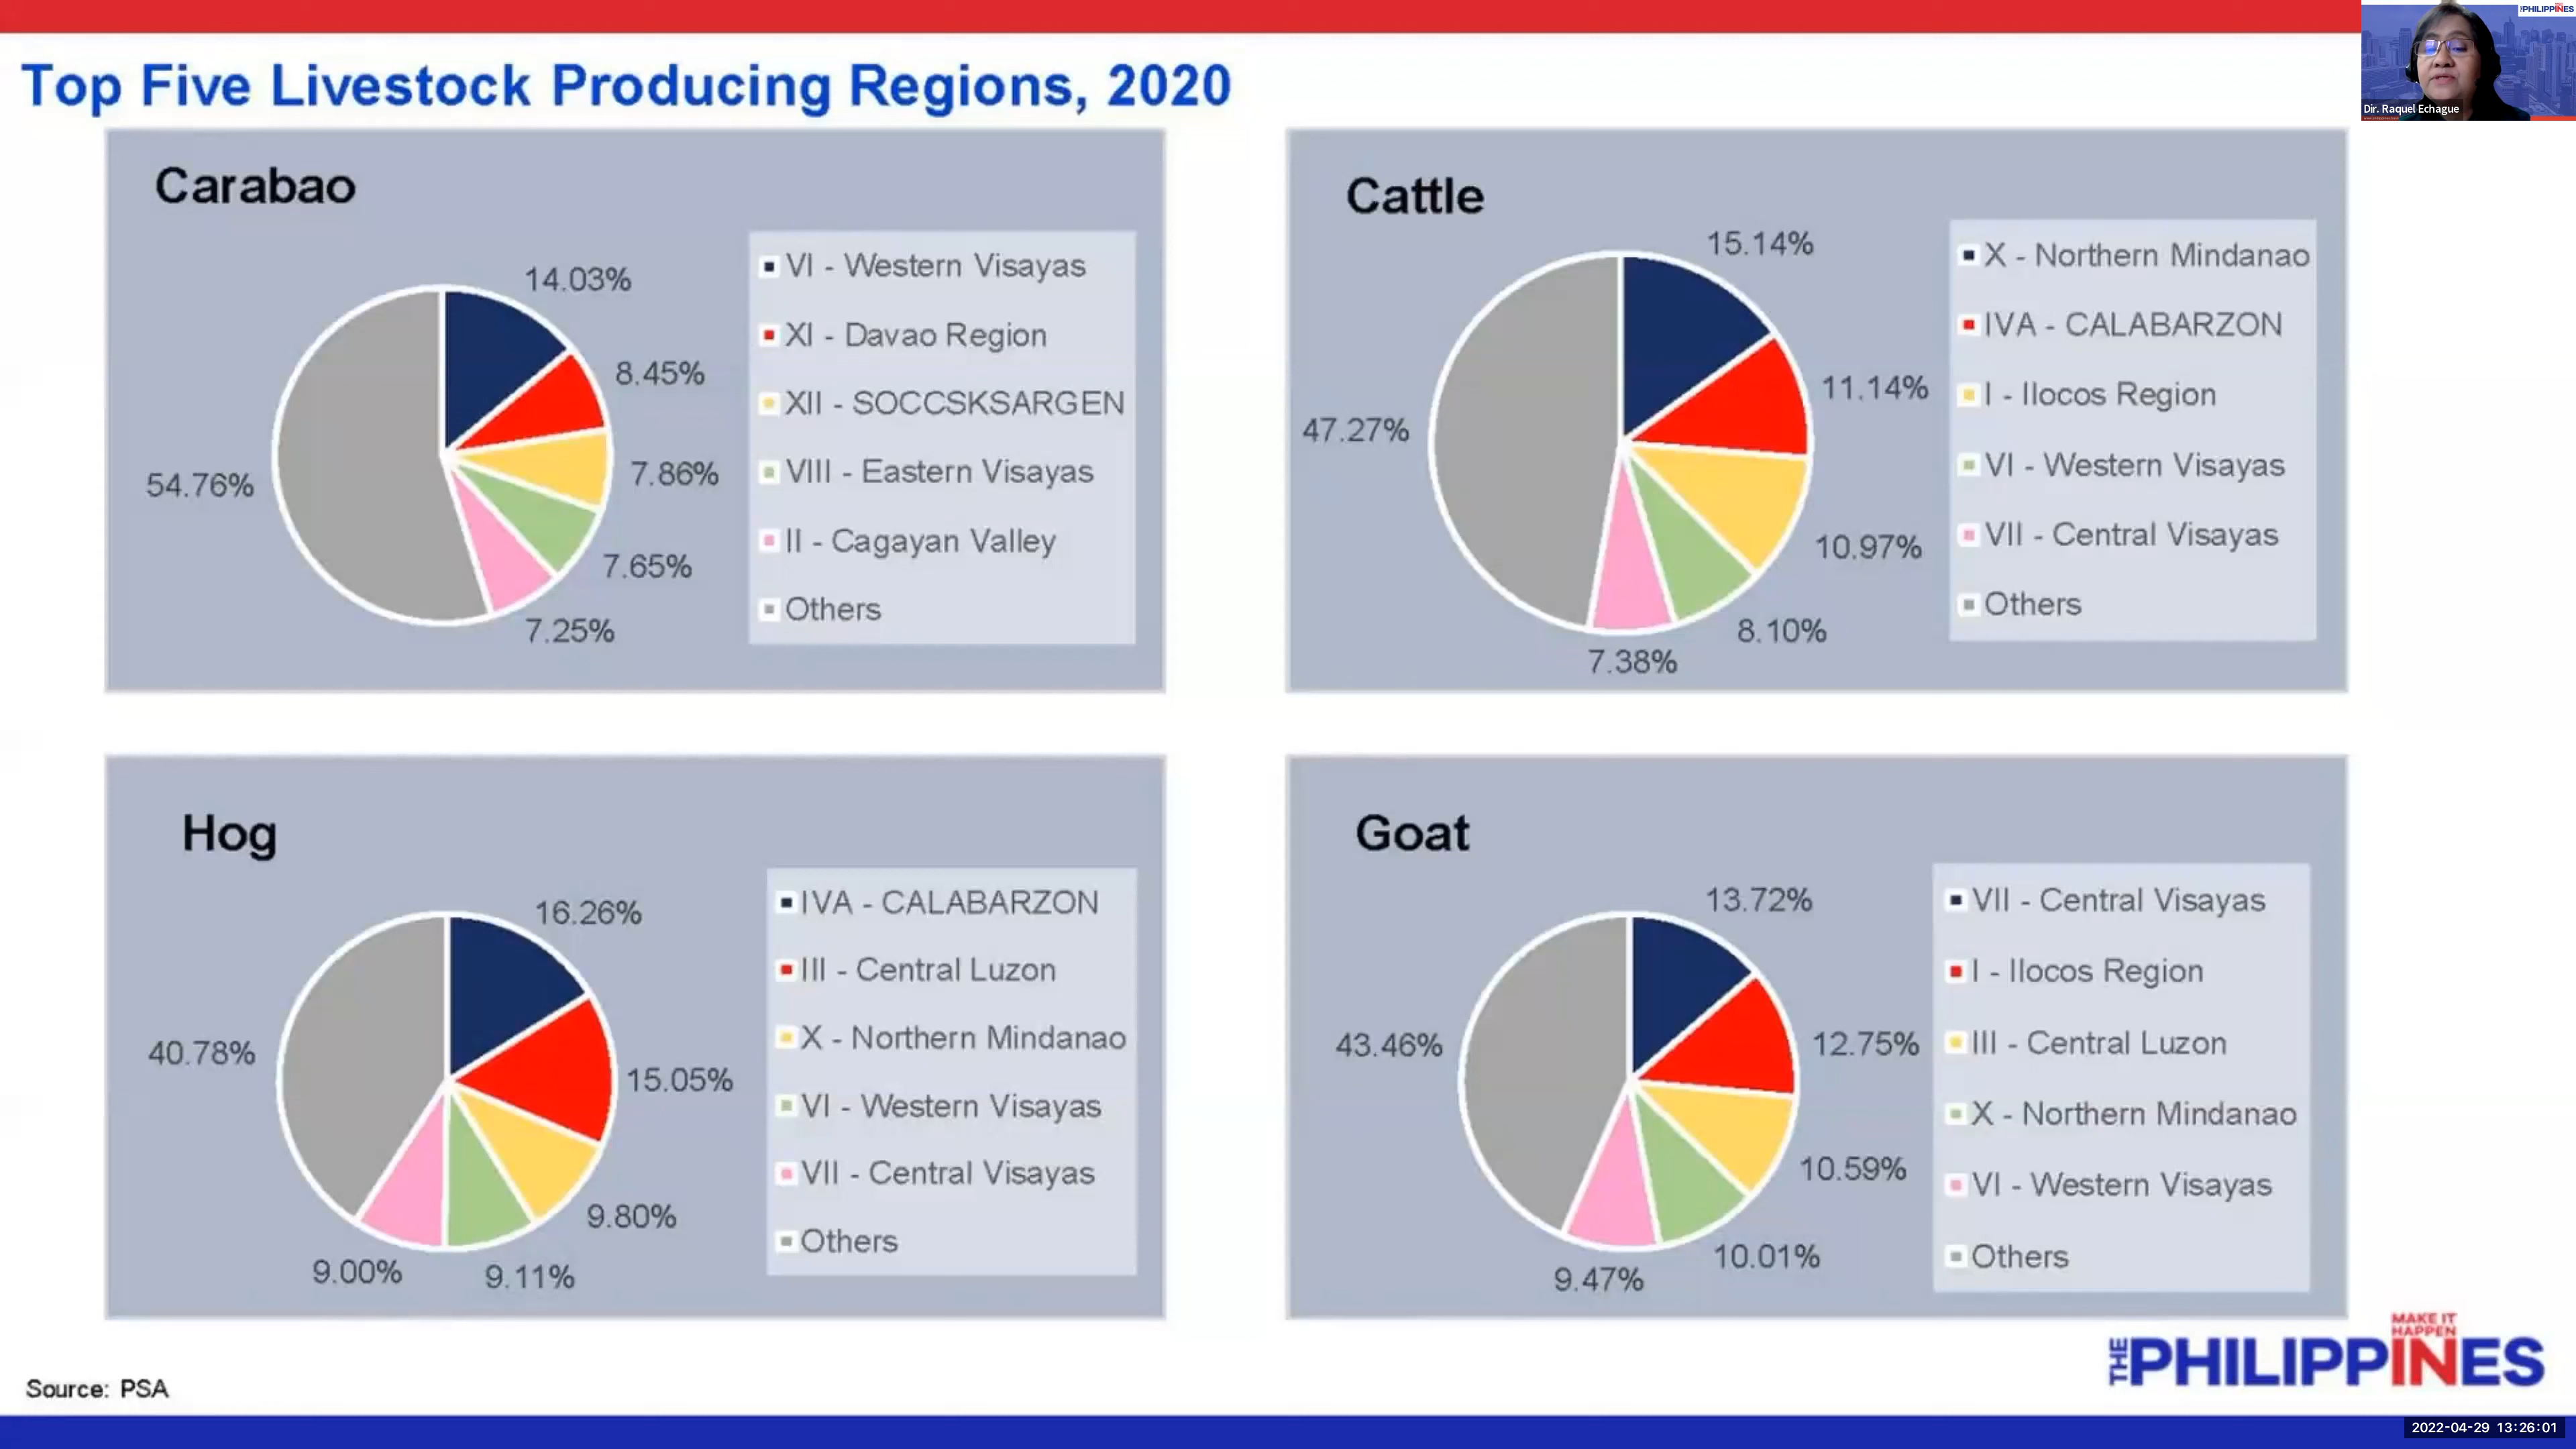 THE PHILIPPINES
Dir. Raquel Echague
Top Five Livestock Producing Regions, 2020
Carabao
14.03%
8.45%
7.86%
7.65%
7.25%
54.76%
VI - Western Visayas
XI - Davao Region
XII - SOCCSKSARGEN
VIII - Eastern Visayas
II - Cagayan Valley
Others
Cattle
15.14%
11.14%
10.97%
8.10%
7.38%
47.27%
X - Northern Mindanao
IVA - CALABARZON
I - Ilocos Region
VI - Western Visayas
VII - Central Visayas
Others
Hog
16.26%
15.05%
9.80%
9.11%
9.00%
40.78%
IVA - CALABARZON
III - Central Luzon
X - Northern Mindanao
VI - Western Visayas
VII - Central Visayas
Others
Goat
13.72%
12.75%
10.59%
10.01%
9.47%
43.46%
VII - Central Visayas
I - Ilocos Region
III - Central Luzon
X - Northern Mindanao
VI - Western Visayas
Others
Source: PSA
MAKE IT
HAPPEN
THE PHILIPPINES
2022-04-29 13:26:01